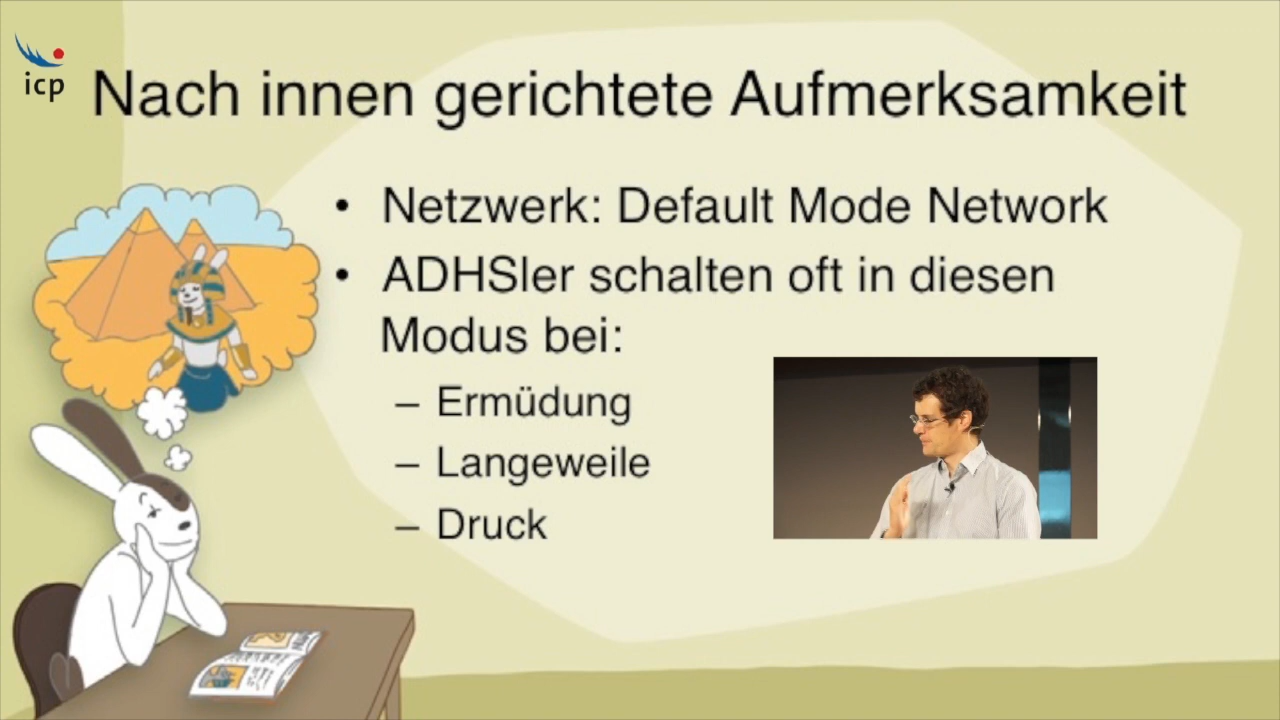 icp
Nach innen gerichtete Aufmerksamkeit
• Netzwerk: Default Mode Network
• ADHSler schalten oft in diesen
Modus bei:
– Ermüdung
– Langeweile
– Druck